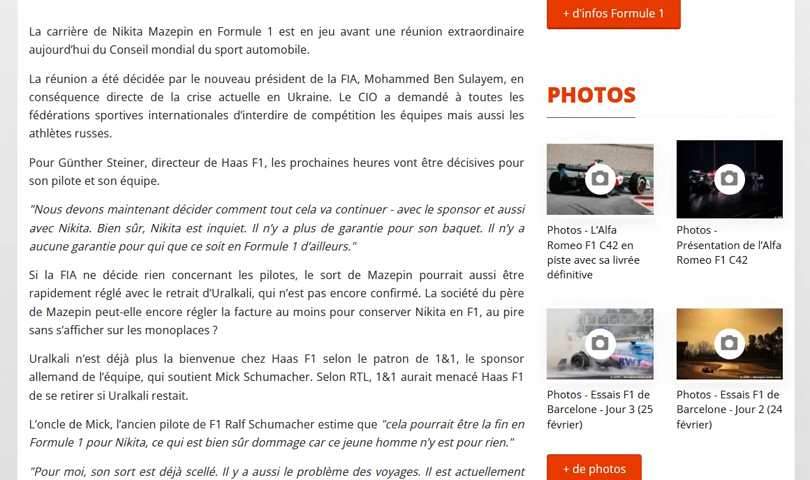 La carrière de Nikita Mazepin en Formule 1 est en jeu avant une réunion extraordinaire
aujourd’hui du Conseil mondial du sport automobile.
La réunion a été décidée par le nouveau président de la FIA, Mohammed Ben Sulayem, en
conséquence directe de la crise actuelle en Ukraine. Le CIO a demandé à toutes les
fédérations sportives internationales d’interdire de compétition les équipes mais aussi les
athlètes russes.
Pour Günther Steiner, directeur de Haas F1, les prochaines heures vont être décisives pour
son pilote et son équipe.
"Nous devons maintenant décider comment tout cela va continuer - avec le sponsor et aussi
avec Nikita. Bien sûr, Nikita est inquiet. Il n’y a plus de garantie pour son baquet. Il n’y a
aucune garantie pour qui que ce soit en Formule 1 d’ailleurs."
Si la FIA ne décide rien concernant les pilotes, le sort de Mazepin pourrait aussi être
rapidement réglé avec le retrait d’Uralkali, qui n’est pas encore confirmé. La société du père
de Mazepin peut-elle encore régler la facture au moins pour conserver Nikita en F1, au pire
sans s’afficher sur les monoplaces ?
Uralkali n’est déjà plus la bienvenue chez Haas F1 selon le patron de 1&1, le sponsor
allemand de l’équipe, qui soutient Mick Schumacher. Selon RTL, 1&1 aurait menacé Haas F1
de se retirer si Uralkali restait.
L’oncle de Mick, l’ancien pilote de F1 Ralf Schumacher estime que "cela pourrait être la fin en
Formule 1 pour Nikita, ce qui est bien sûr dommage car ce jeune homme n’y est pour rien."
"Pour moi, son sort est déjà scellé. Il y a aussi le problème des voyages. Il est actuellement
+ d'infos Formule 1
PHOTOS
Photos - L’Alfa
Romeo F1 C42 en
piste avec sa livrée
définitive
Photos -
Présentation de l’Alfa
Romeo F1 C42
Photos - Essais F1 de
Barcelone - Jour 3 (25
février)
Photos - Essais F1 de
Barcelone - Jour 2 (24
février)
+ de photos